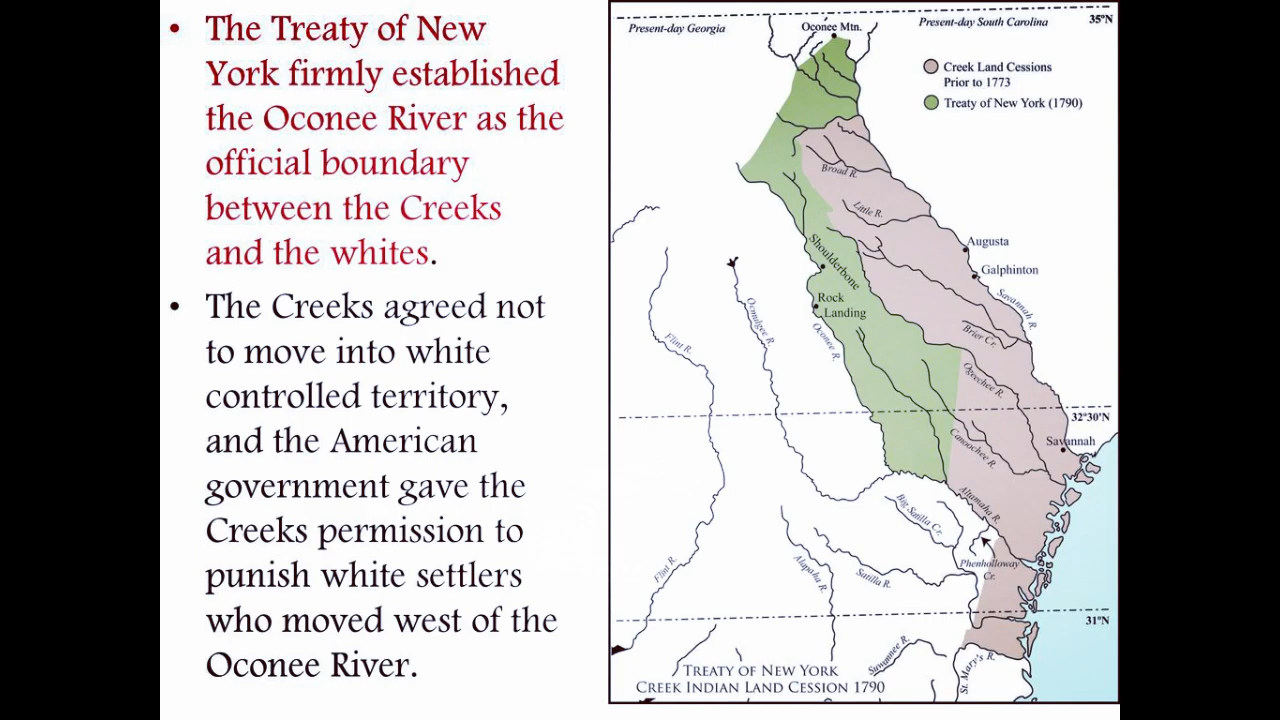 • The Treaty of New
York firmly established
the Oconee River as the
official boundary
between the Creeks
and the whites.
• The Creeks agreed not
to move into white
controlled territory,
and the American
government gave the
Creeks permission to
punish white settlers
who moved west of the
Oconee River.
Present-day Georgia
Oconee Mtn.
Present-day South Carolina
35°N
Creek Land Cessions
Prior to 1773
Treaty of New York (1790)
Broad R.
Little R.
Shoulderbone
Augusta
Galphinton
Savannah R.
Rock
Landing
Ocmulgee R.
Oconee R.
Flint R.
Brier Cr.
Ogeechee R.
32°30'N
Canoochee R.
Savannah
Altamaha R.
Big Satilla Cr.
Phenholloway
Cr.
Flint R.
Alapaha R.
Satilla R.
31°N
Suwannee R.
St. Mary's R.
TREATY OF NEW YORK
CREEK INDIAN LAND CESSION 1790